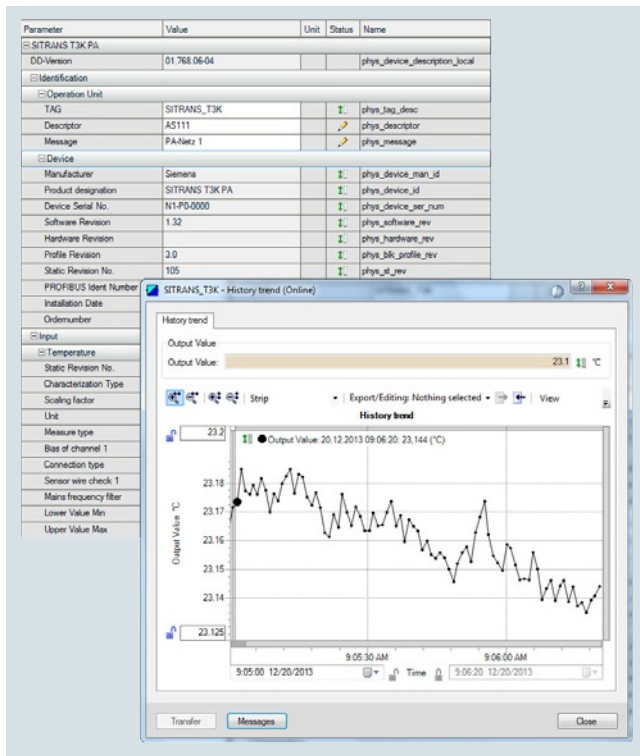 Parameter Value Unit Status Name
SITRANS T3K PA
DD-Version 01.768.06-04 phys_device_description_local
Identification
Operation Unit
TAG SITRANS_T3K phys_tag_desc
Descriptor AS111 phys_descriptor
Message PA-Netz 1 phys_message
Device
Manufacturer Siemens phys_device_man_id
Product designation SITRANS T3K PA phys_device_id
Device Serial No. N1-P0-0000 phys_device_ser_num
Software Revision 1.32 phys_software_rev
Hardware Revision phys_hardware_rev
Profile Revision 3.0 phys_blk_profile_rev
Static Revision No. 105 phys_st_rev
PROFIBUS Ident Number
Installation Date
Ordernumber
Input
Temperature
Static Revision No.
Characterization Type
Scaling factor
Unit
Measure type
Bias of channel 1
Connection type
Sensor wire check 1
Mains frequency filter
Lower Value Min
Upper Value Max
SITRANS_T3K - History trend (Online)
History trend
Output Value
Output Value: 23.1 °C
Strip Export/Editing: Nothing selected View
History trend
Output Value: 20.12.2013 09:06:20: 23,144 (°C)
Output Value °C
23.2
23.18
23.17
23.16
23.15
23.14
23.125
9:05:30 AM 9:06:00 AM
9:05:00 12/20/2013 Time 9:06:20 12/20/2013
Transfer Messages Close